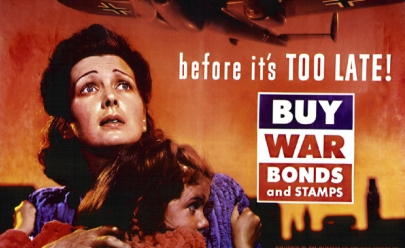 before it's TOO LATE!
BUY
WAR
BONDS
and STAMPS